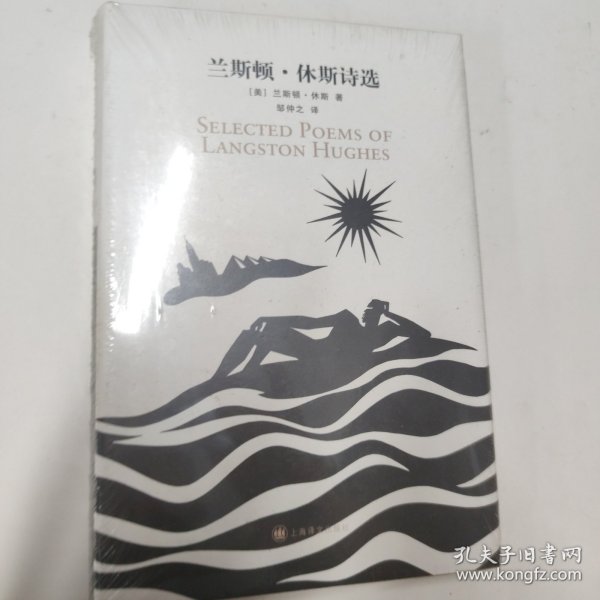 兰斯顿·休斯诗选
[美] 兰斯顿·休斯 著
邹仲之 译
SELECTED POEMS OF
LANGSTON HUGHES
上海译文出版社
孔夫子旧书网
www.kongfz.com